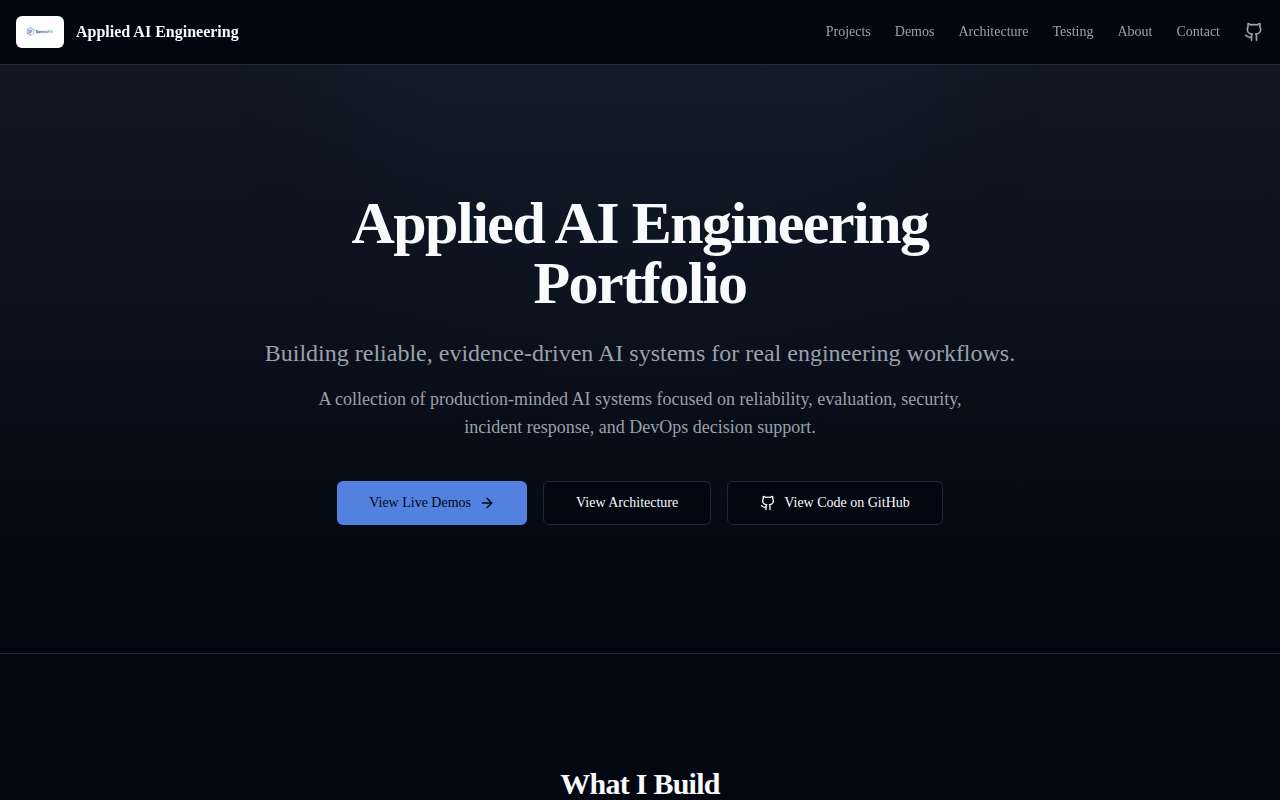 Applied AI Engineering
Projects
Demos
Architecture
Testing
About
Contact
Applied AI Engineering
Portfolio
Building reliable, evidence-driven AI systems for real engineering workflows.
A collection of production-minded AI systems focused on reliability, evaluation, security,
incident response, and DevOps decision support.
View Live Demos
View Architecture
View Code on GitHub
What I Build